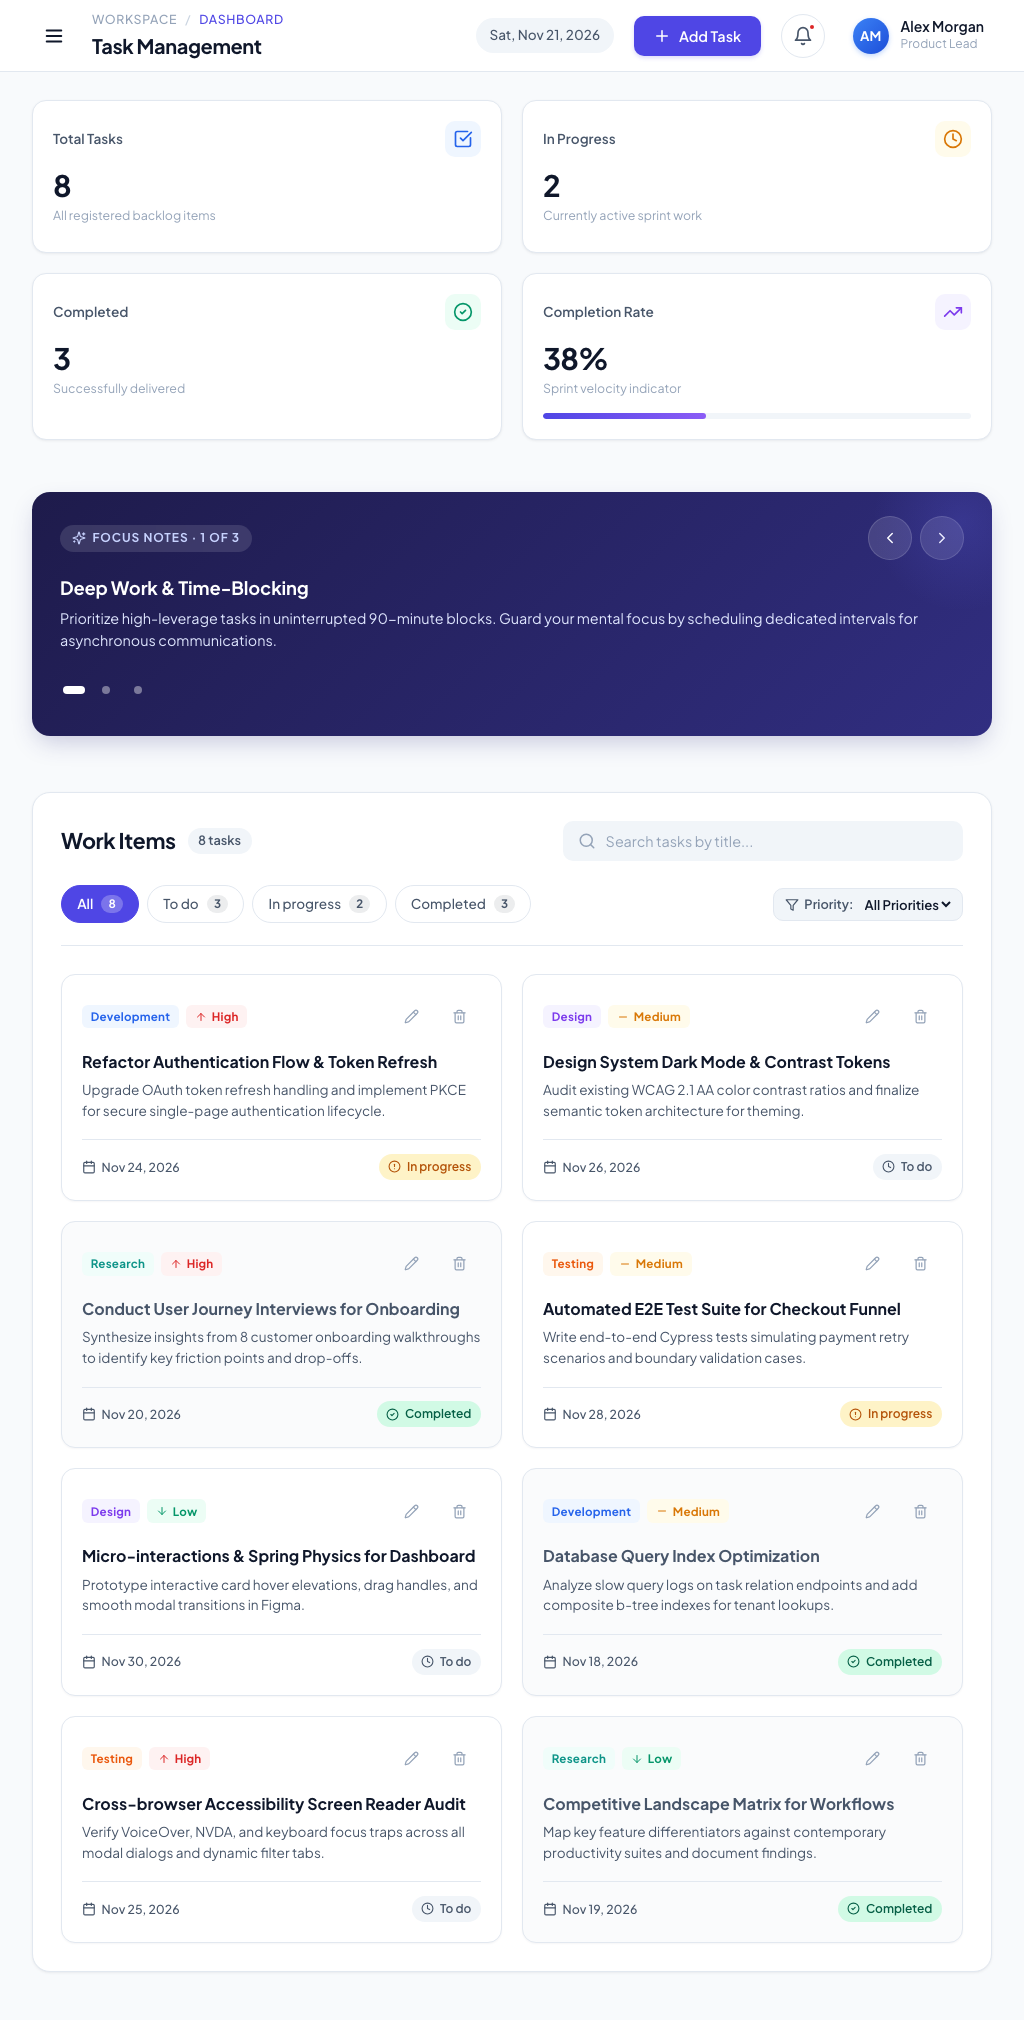 WORKSPACE / DASHBOARD
Task Management
Sat, Nov 21, 2026
Add Task
AM
Alex Morgan
Product Lead
Total Tasks
8
All registered backlog items
In Progress
2
Currently active sprint work
Completed
3
Successfully delivered
Completion Rate
38%
Sprint velocity indicator
FOCUS NOTES · 1 OF 3
Deep Work & Time-Blocking
Prioritize high-leverage tasks in uninterrupted 90-minute blocks. Guard your mental focus by scheduling dedicated intervals for
asynchronous communications.
Work Items
8 tasks
Search tasks by title...
All 8
To do 3
In progress 2
Completed 3
Priority: All Priorities
Development
High
Refactor Authentication Flow & Token Refresh
Upgrade OAuth token refresh handling and implement PKCE
for secure single-page authentication lifecycle.
Nov 24, 2026
In progress
Design
Medium
Design System Dark Mode & Contrast Tokens
Audit existing WCAG 2.1 AA color contrast ratios and finalize
semantic token architecture for theming.
Nov 26, 2026
To do
Research
High
Conduct User Journey Interviews for Onboarding
Synthesize insights from 8 customer onboarding walkthroughs
to identify key friction points and drop-offs.
Nov 20, 2026
Completed
Testing
Medium
Automated E2E Test Suite for Checkout Funnel
Write end-to-end Cypress tests simulating payment retry
scenarios and boundary validation cases.
Nov 28, 2026
In progress
Design
Low
Micro-interactions & Spring Physics for Dashboard
Prototype interactive card hover elevations, drag handles, and
smooth modal transitions in Figma.
Nov 30, 2026
To do
Development
Medium
Database Query Index Optimization
Analyze slow query logs on task relation endpoints and add
composite b-tree indexes for tenant lookups.
Nov 18, 2026
Completed
Testing
High
Cross-browser Accessibility Screen Reader Audit
Verify VoiceOver, NVDA, and keyboard focus traps across all
modal dialogs and dynamic filter tabs.
Nov 25, 2026
To do
Research
Low
Competitive Landscape Matrix for Workflows
Map key feature differentiators against contemporary
productivity suites and document findings.
Nov 19, 2026
Completed